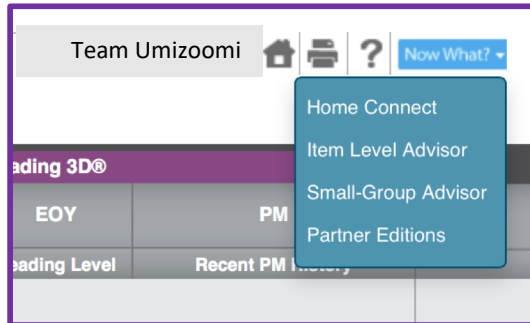 Team Umizoomi ? Now What?
Home Connect
Item Level Advisor
ading 3D®
Small-Group Advisor
EOY PM
Partner Editions
eading Level Recent PM History